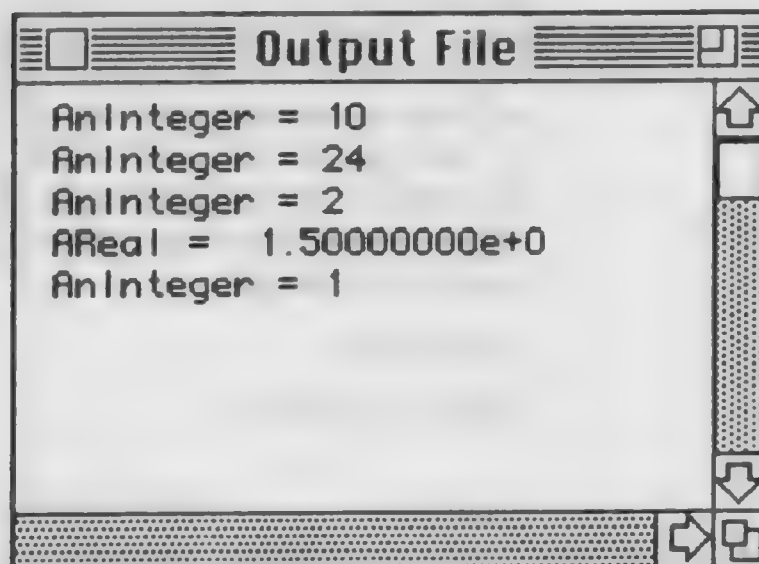 Output File
AnInteger = 10
AnInteger = 24
AnInteger = 2
AReal =  1.50000000e+0
AnInteger = 1